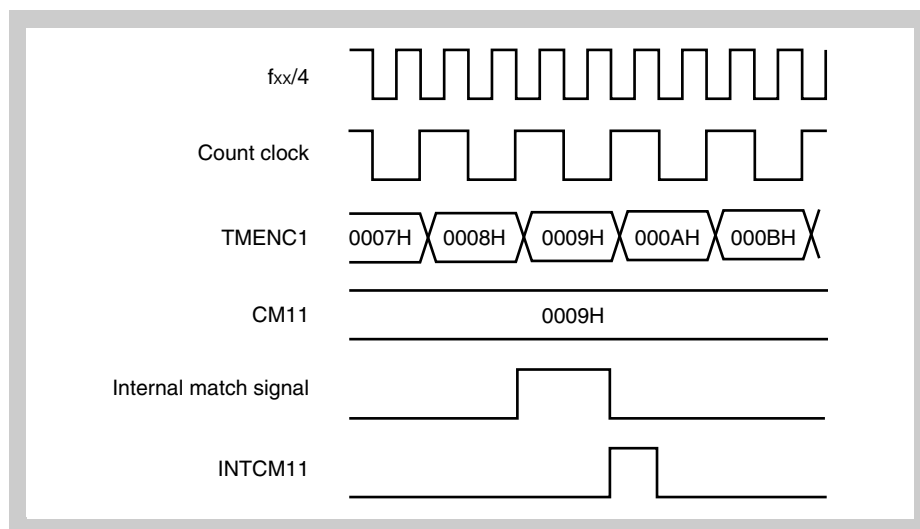 fxx/4
Count clock
TMENC1 0007H 0008H 0009H 000AH 000BH
CM11 0009H
Internal match signal
INTCM11